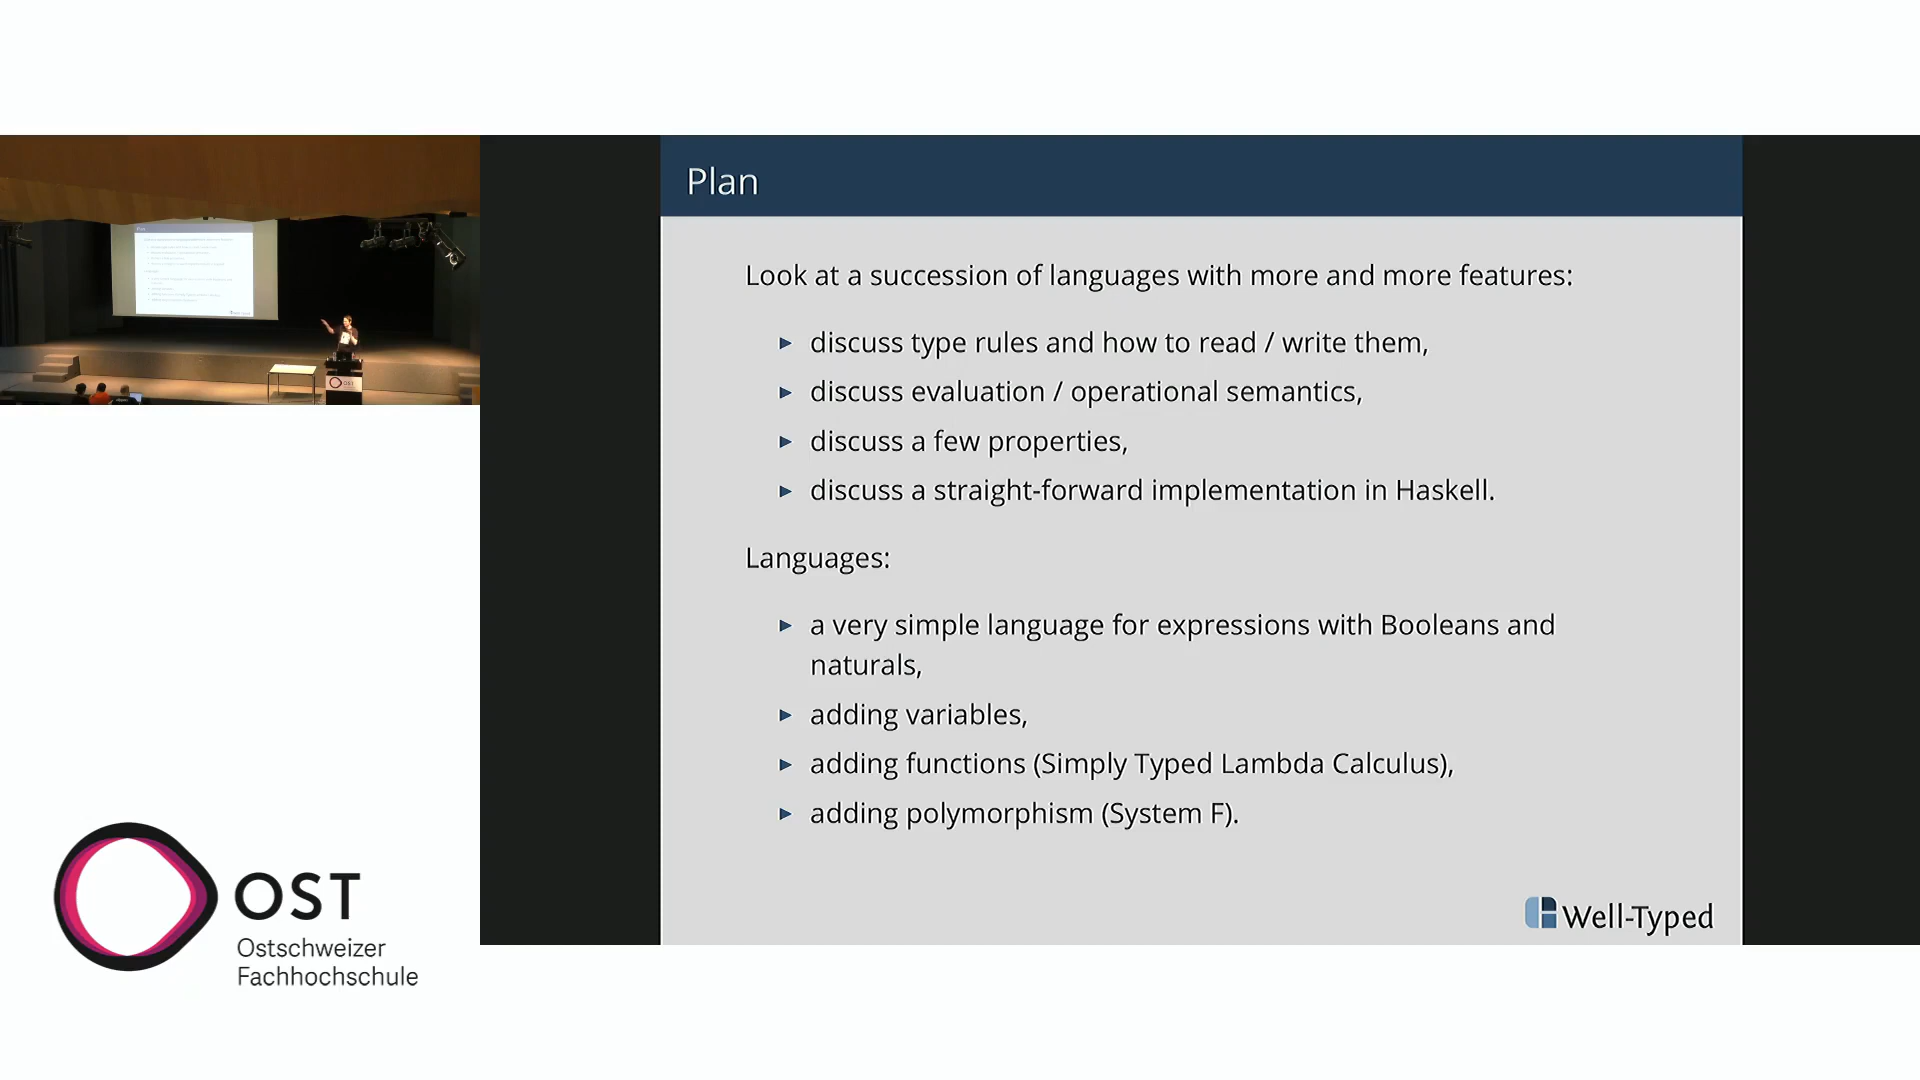 Plan
Look at a succession of languages with more and more features:
discuss type rules and how to read / write them,
discuss evaluation / operational semantics,
discuss a few properties,
discuss a straight-forward implementation in Haskell.
Languages:
a very simple language for expressions with Booleans and
naturals,
adding variables,
adding functions (Simply Typed Lambda Calculus),
adding polymorphism (System F).
Well-Typed
OST
OST
Ostschweizer
Fachhochschule